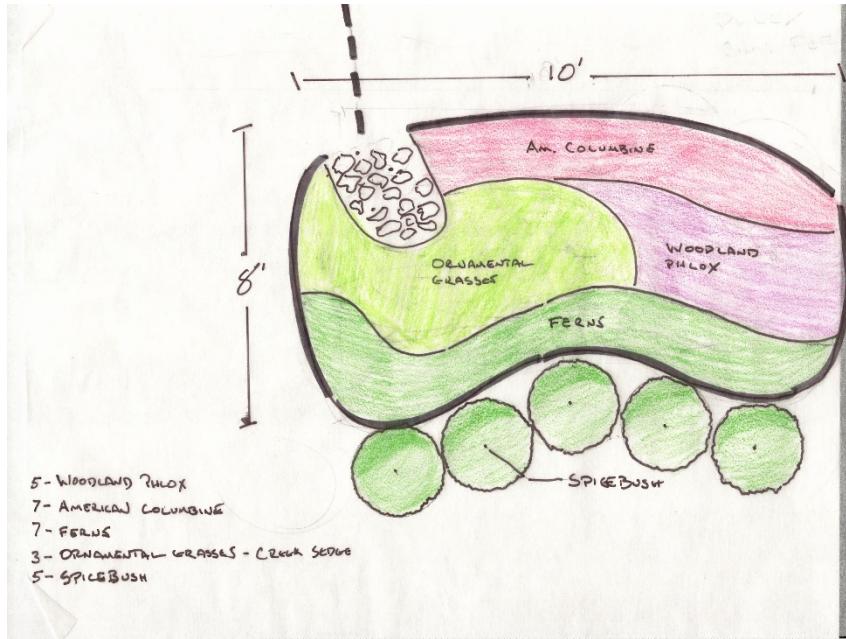 10'
AM. COLUMBINE
8'
WOODLAND
PHLOX
ORNAMENTAL
GRASSES
FERNS
SPICEBUSH
5 - WOODLAND PHLOX
7 - AMERICAN COLUMBINE
7 - FERNS
3 - ORNAMENTAL GRASSES - CREEK SEDGE
5 - SPICEBUSH